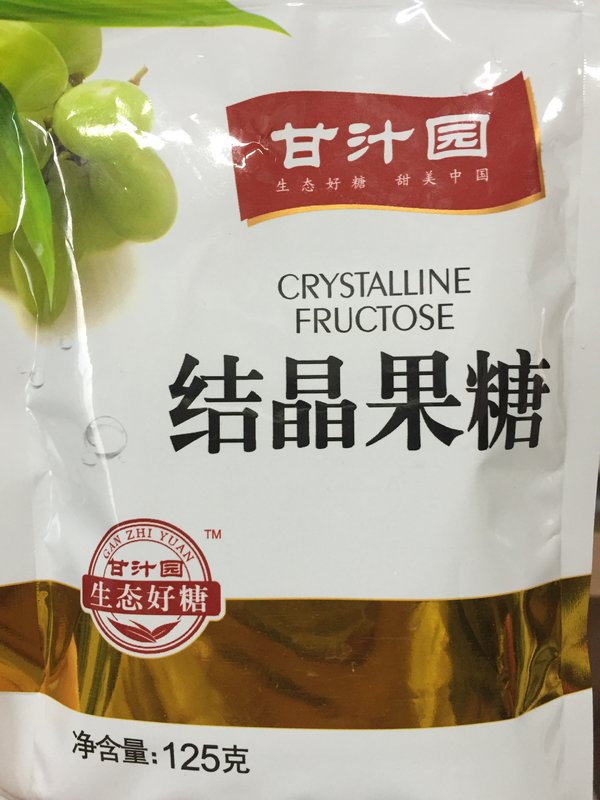 甘汁园
生态好糖 甜美中国
CRYSTALLINE
FRUCTOSE
结晶果糖
GAN ZHI YUAN
TM
甘汁园
生态好糖
净含量:125克